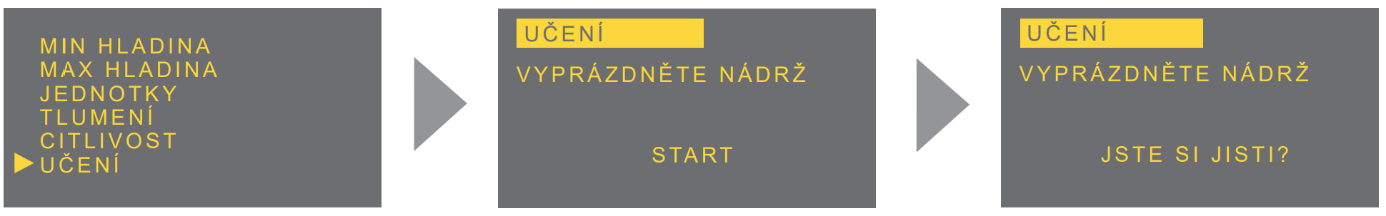 MIN HLADINA
MAX HLADINA
JEDNOTKY
TLUMENÍ
CITLIVOST
UČENÍ
UČENÍ
VYPRÁZDNĚTE NÁDRŽ
START
UČENÍ
VYPRÁZDNĚTE NÁDRŽ
JSTE SI JISTI?